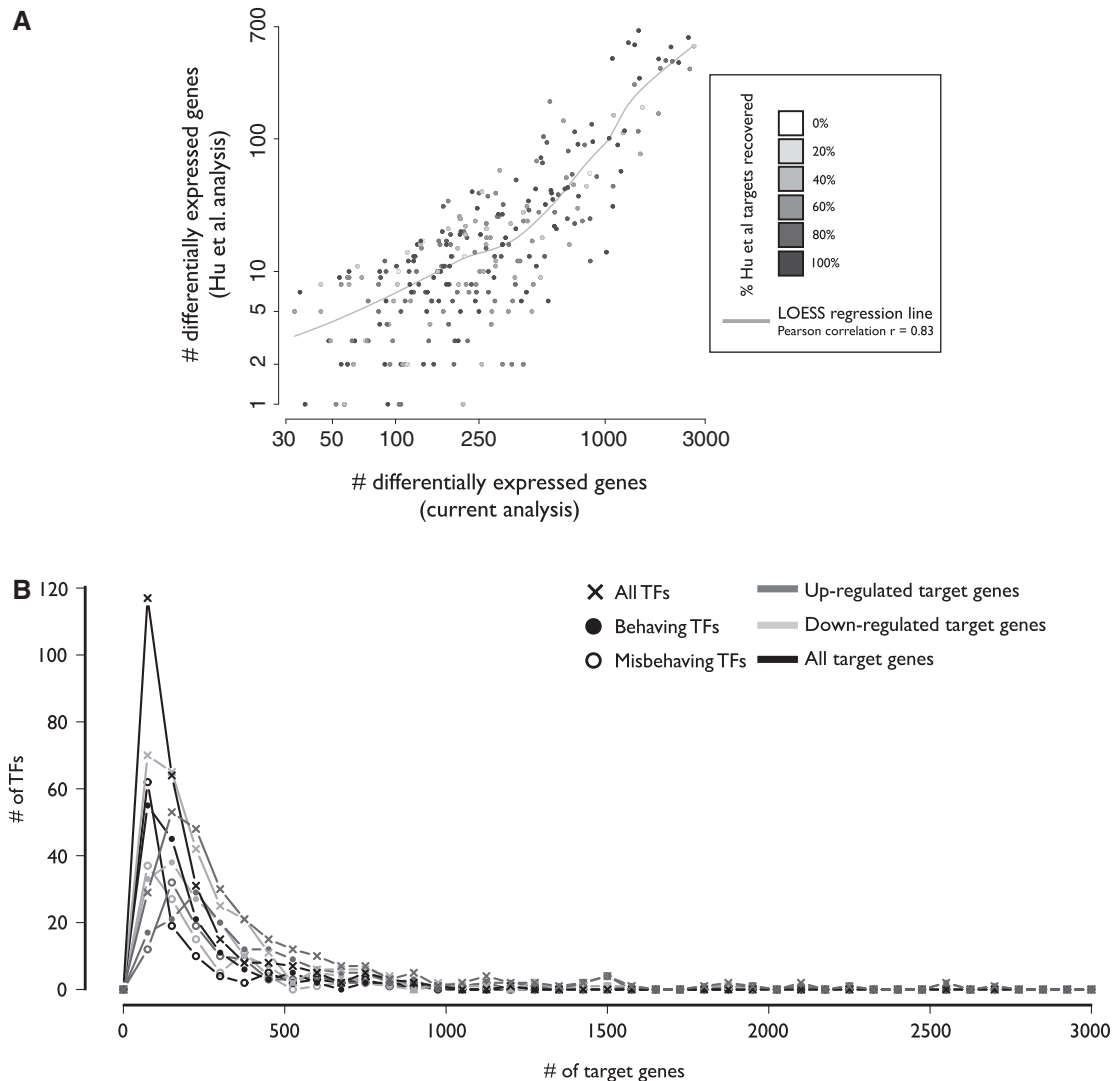 A
700
100
10
5
2
1
# differentially expressed genes
(Hu et al. analysis)
30 50 100 250 1000 3000
# differentially expressed genes
(current analysis)
% Hu et al targets recovered
0%
20%
40%
60%
80%
100%
LOESS regression line
Pearson correlation r = 0.83
B
120
100
80
60
40
20
0
# of TFs
All TFs
Behaving TFs
Misbehaving TFs
Up-regulated target genes
Down-regulated target genes
All target genes
0 500 1000 1500 2000 2500 3000
# of target genes